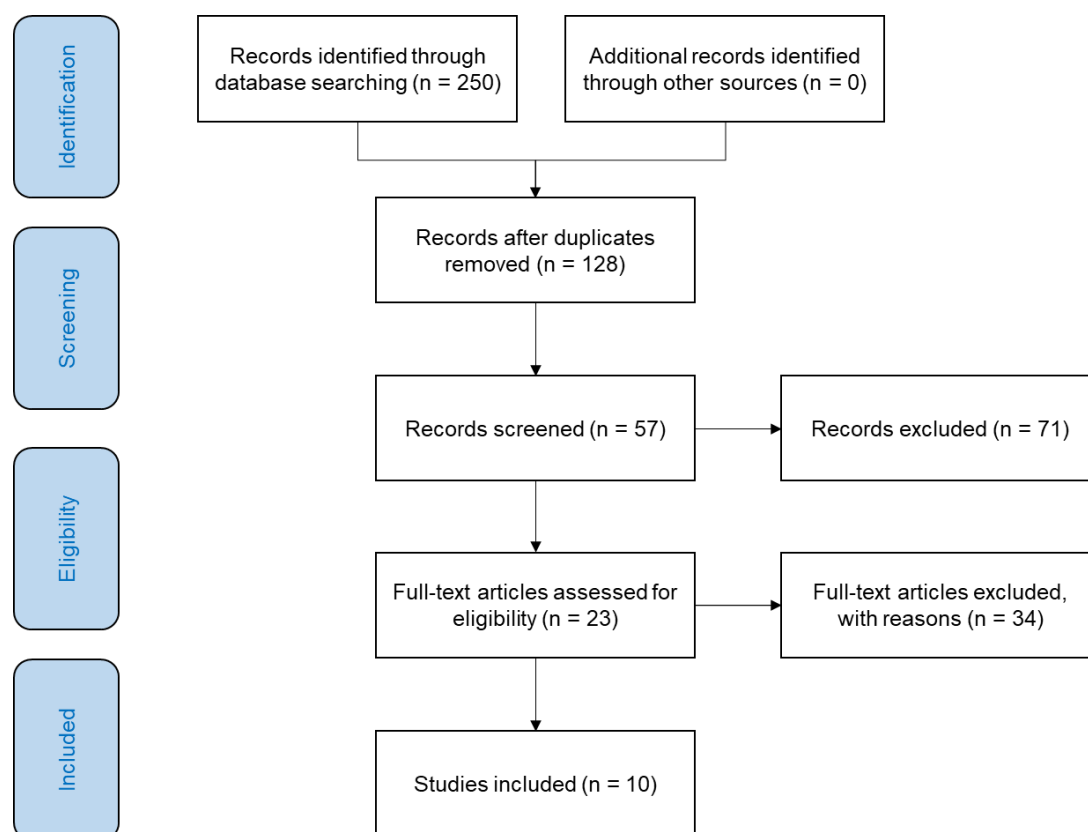 Identification
Records identified through
database searching (n = 250)
Additional records identified
through other sources (n = 0)
Screening
Records after duplicates
removed (n = 128)
Records screened (n = 57)
Records excluded (n = 71)
Eligibility
Full-text articles assessed for
eligibility (n = 23)
Full-text articles excluded,
with reasons (n = 34)
Included
Studies included (n = 10)